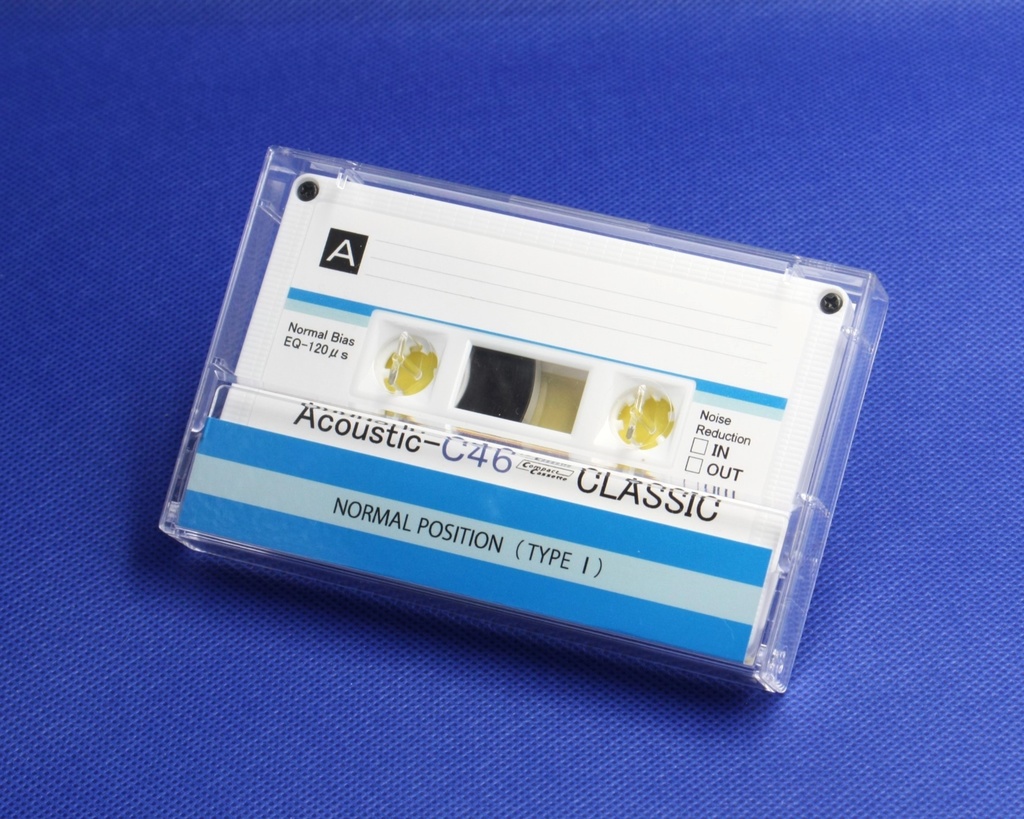 A
Normal Bias
EQ-120μs
Noise
Reduction
IN
OUT
Acoustic-C46 Compact Cassette CLASSIC
NORMAL POSITION (TYPE I)